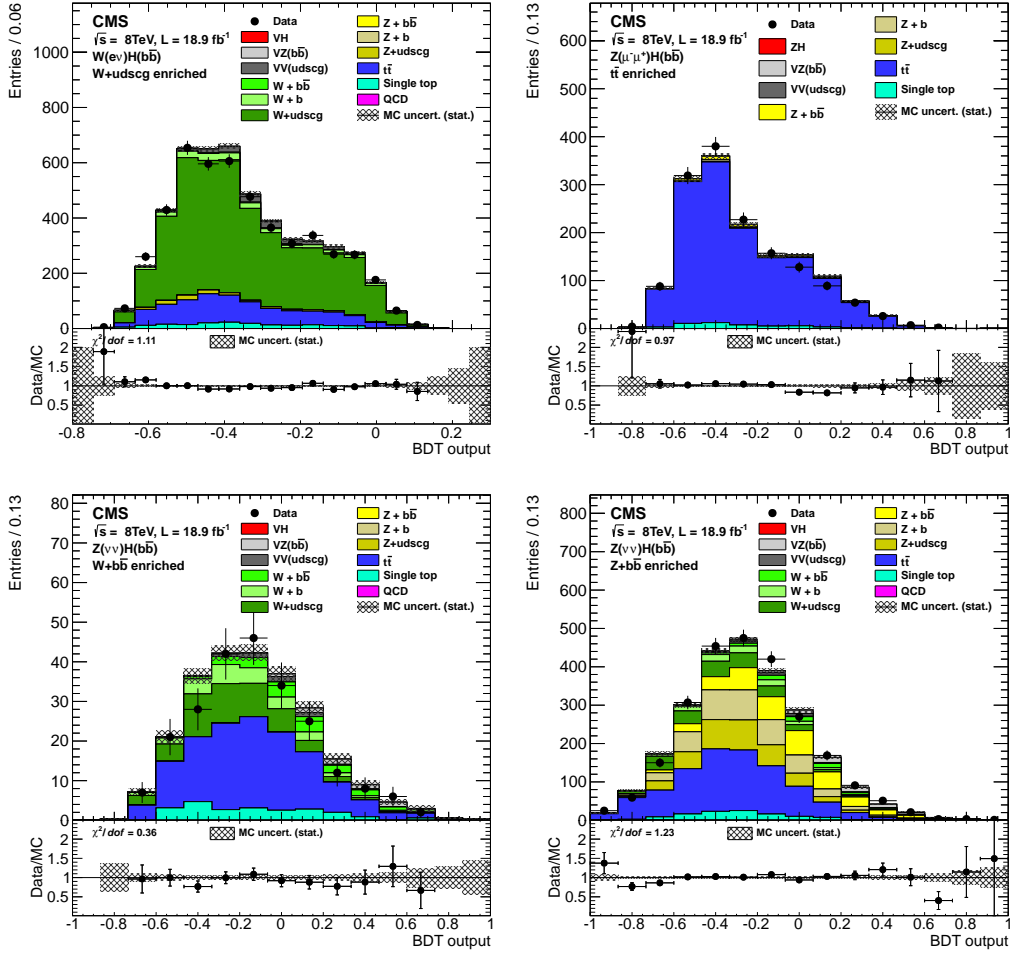 Entries / 0.06
1000
800
600
400
200
0
CMS
√s = 8TeV, L = 18.9 fb⁻¹
W(eν)H(bb̄)
W+udscg enriched
Data
VH
VZ(bb̄)
VV(udscg)
W + bb̄
W + b
W+udscg
Z + bb̄
Z + b
Z+udscg
tt̄
Single top
QCD
MC uncert. (stat.)
Data/MC
2
1.5
1
0.5
χ²/dof = 1.11
MC uncert. (stat.)
-0.8 -0.6 -0.4 -0.2 0 0.2
BDT output
Entries / 0.13
600
500
400
300
200
100
0
CMS
√s = 8TeV, L = 18.9 fb⁻¹
Z(μ⁻μ⁺)H(bb̄)
tt̄ enriched
Data
ZH
VZ(bb̄)
VV(udscg)
Z + bb̄
Z + b
Z+udscg
tt̄
Single top
MC uncert. (stat.)
Data/MC
2
1.5
1
0.5
χ²/dof = 0.97
MC uncert. (stat.)
-1 -0.8 -0.6 -0.4 -0.2 0 0.2 0.4 0.6 0.8 1
BDT output
Entries / 0.13
80
70
60
50
40
30
20
10
0
CMS
√s = 8TeV, L = 18.9 fb⁻¹
Z(νν)H(bb̄)
W+bb̄ enriched
Data
VH
VZ(bb̄)
VV(udscg)
W + bb̄
W + b
W+udscg
Z + bb̄
Z + b
Z+udscg
tt̄
Single top
QCD
MC uncert. (stat.)
Data/MC
2
1.5
1
0.5
0
χ²/dof = 0.36
MC uncert. (stat.)
-1 -0.8 -0.6 -0.4 -0.2 0 0.2 0.4 0.6 0.8 1
BDT output
Entries / 0.13
800
700
600
500
400
300
200
100
0
CMS
√s = 8TeV, L = 18.9 fb⁻¹
Z(νν)H(bb̄)
Z+bb̄ enriched
Data
VH
VZ(bb̄)
VV(udscg)
W + bb̄
W + b
W+udscg
Z + bb̄
Z + b
Z+udscg
tt̄
Single top
QCD
MC uncert. (stat.)
Data/MC
2
1.5
1
0.5
0
χ²/dof = 1.23
MC uncert. (stat.)
-1 -0.8 -0.6 -0.4 -0.2 0 0.2 0.4 0.6 0.8 1
BDT output